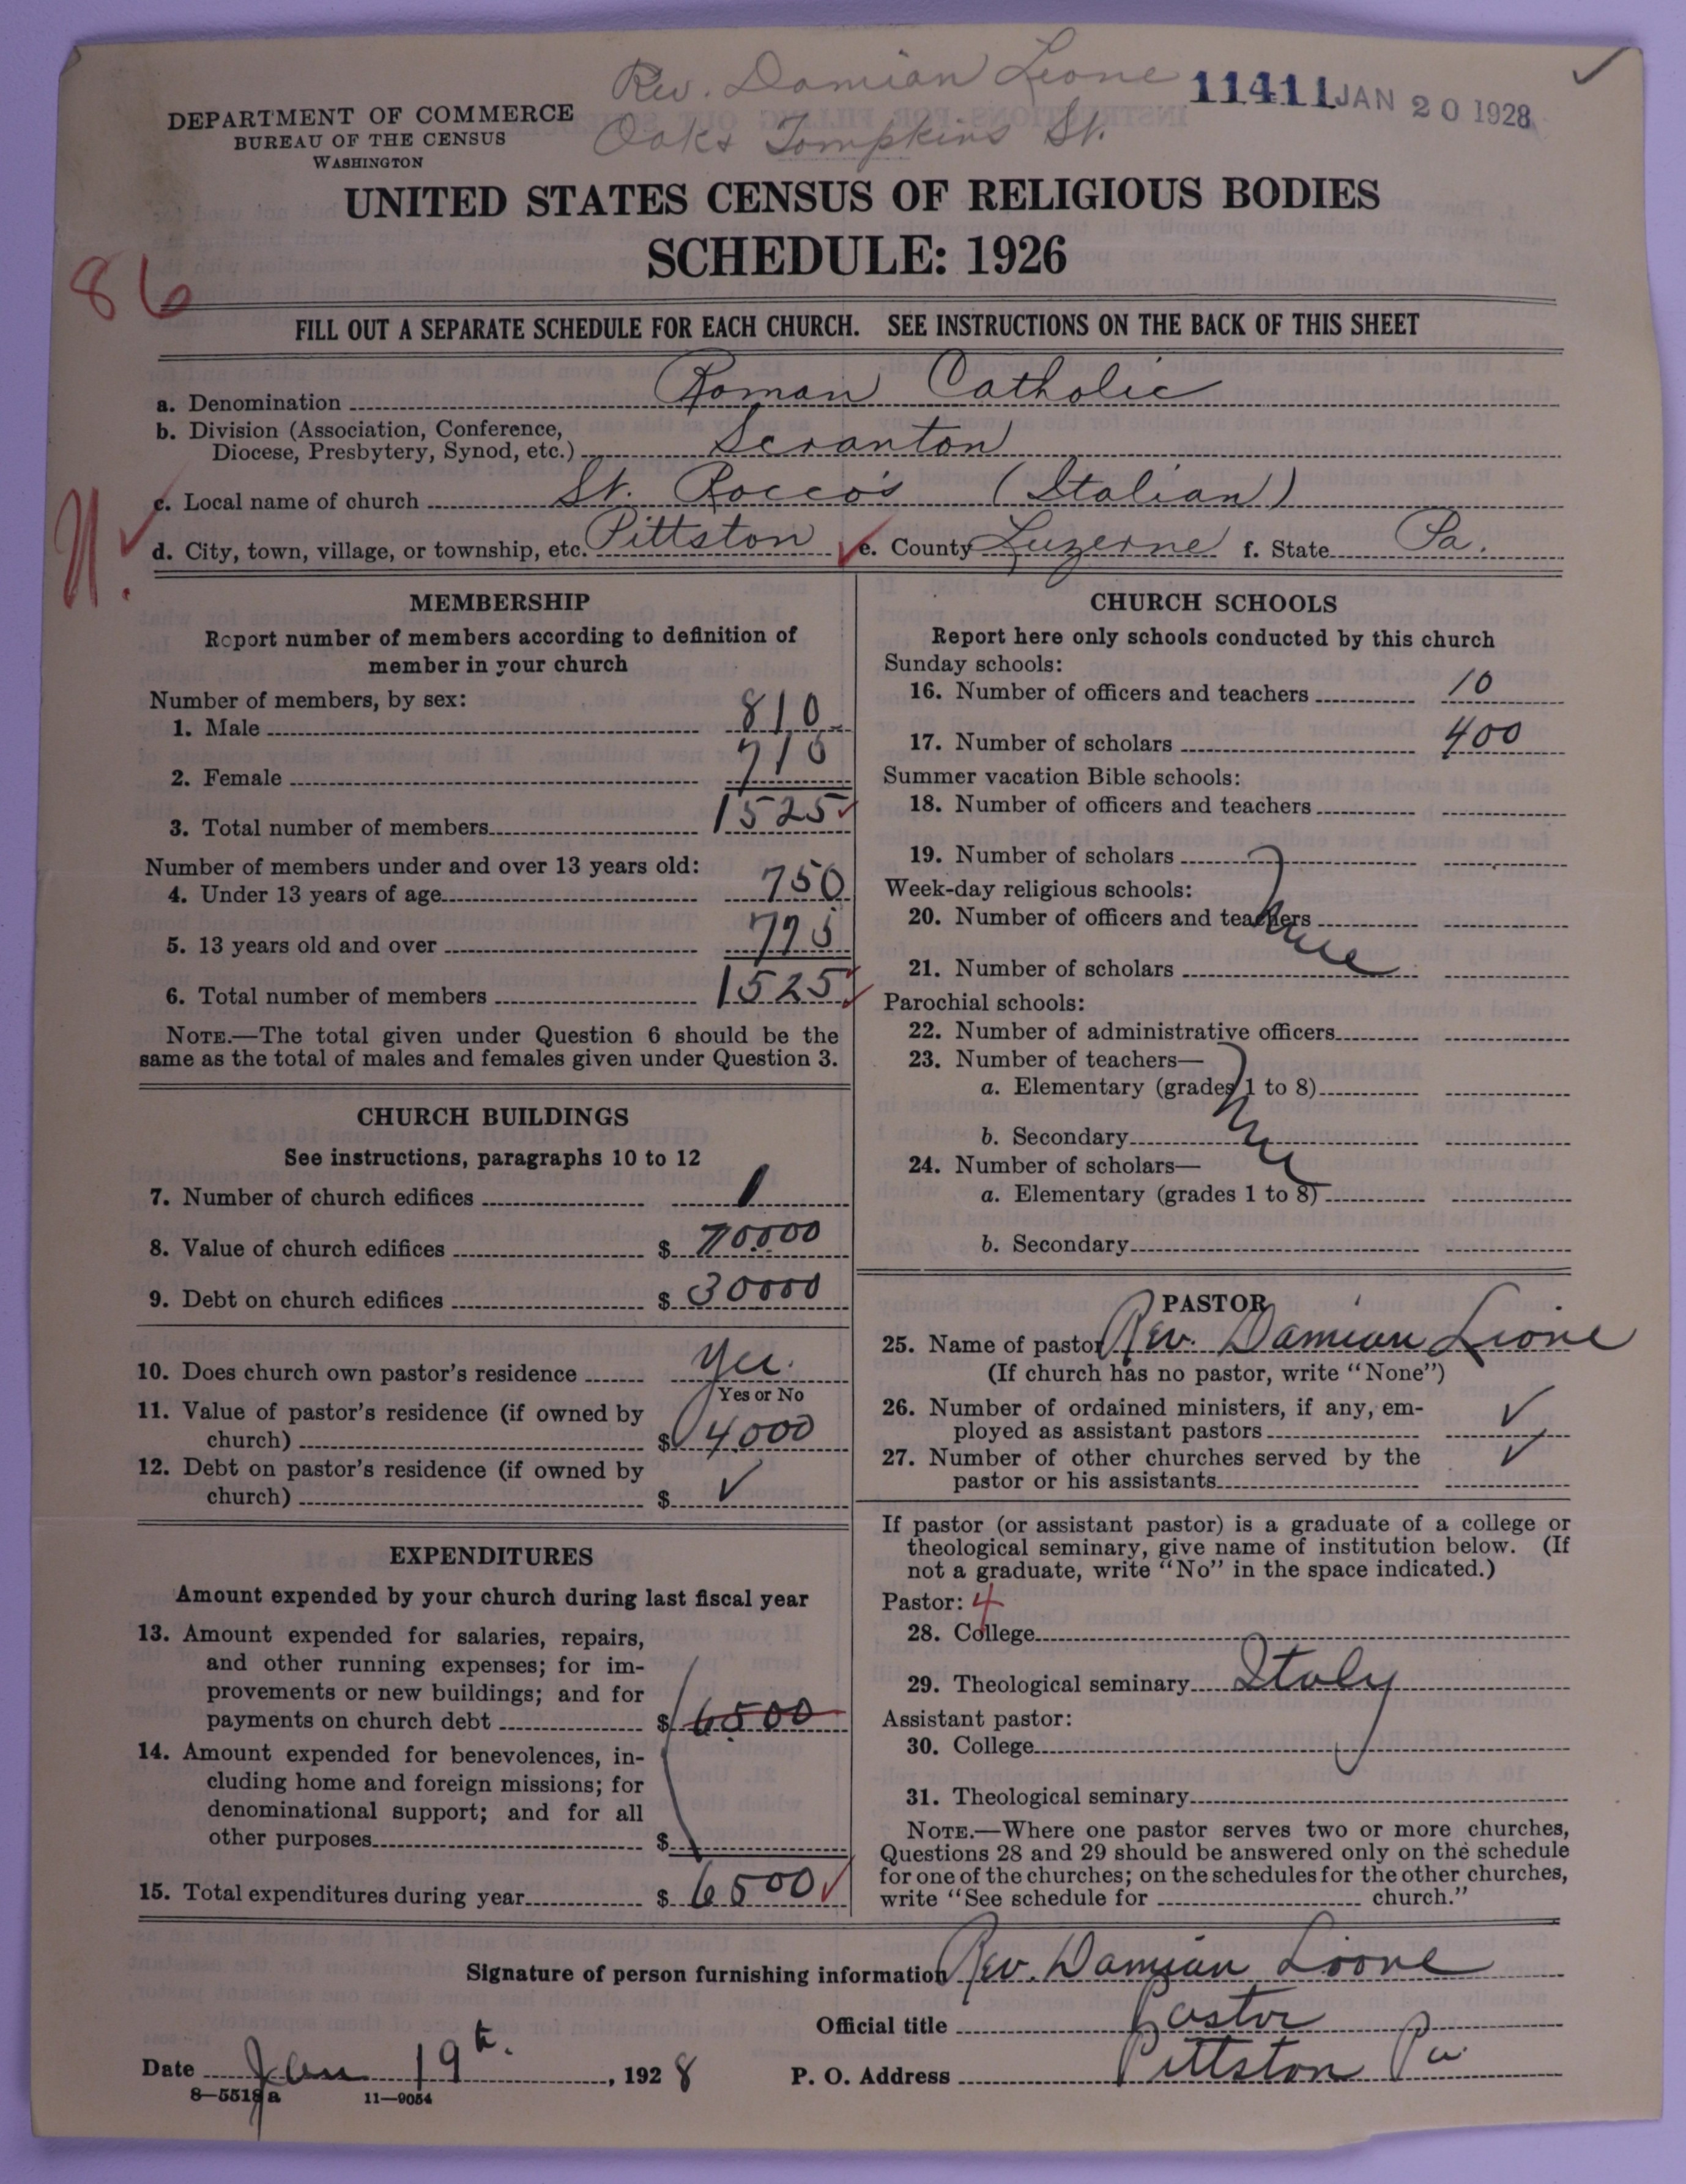 Rev. Damian Leone
11411 JAN 20 1928
Oak & Tompkins St.
DEPARTMENT OF COMMERCE
BUREAU OF THE CENSUS
WASHINGTON
UNITED STATES CENSUS OF RELIGIOUS BODIES
SCHEDULE: 1926
86
FILL OUT A SEPARATE SCHEDULE FOR EACH CHURCH. SEE INSTRUCTIONS ON THE BACK OF THIS SHEET
a. Denomination Roman Catholic
b. Division (Association, Conference,
Diocese, Presbytery, Synod, etc.) Scranton
c. Local name of church St. Rocco's (Italian)
d. City, town, village, or township, etc. Pittston e. County Luzerne f. State Pa.
MEMBERSHIP
Report number of members according to definition of
member in your church
Number of members, by sex:
1. Male 810
2. Female
3. Total number of members 1525
Number of members under and over 13 years old:
4. Under 13 years of age 750
5. 13 years old and over 775
6. Total number of members 1525
NOTE.—The total given under Question 6 should be the
same as the total of males and females given under Question 3.
CHURCH BUILDINGS
See instructions, paragraphs 10 to 12
7. Number of church edifices 1
8. Value of church edifices $ 70000
9. Debt on church edifices $ 30000
10. Does church own pastor's residence Yes.
Yes or No
11. Value of pastor's residence (if owned by
church) $ 4000
12. Debt on pastor's residence (if owned by
church) $ ✓
EXPENDITURES
Amount expended by your church during last fiscal year
13. Amount expended for salaries, repairs,
and other running expenses; for im-
provements or new buildings; and for
payments on church debt $ 6500
14. Amount expended for benevolences, in-
cluding home and foreign missions; for
denominational support; and for all
other purposes $
15. Total expenditures during year $ 6500
CHURCH SCHOOLS
Report here only schools conducted by this church
Sunday schools:
16. Number of officers and teachers 10
17. Number of scholars 400
Summer vacation Bible schools:
18. Number of officers and teachers
19. Number of scholars
Week-day religious schools:
20. Number of officers and teachers
21. Number of scholars
Parochial schools:
22. Number of administrative officers
23. Number of teachers—
a. Elementary (grades 1 to 8)
b. Secondary
24. Number of scholars—
a. Elementary (grades 1 to 8)
b. Secondary
PASTOR
25. Name of pastor Rev. Damian Leone
(If church has no pastor, write "None")
26. Number of ordained ministers, if any, em-
ployed as assistant pastors ✓
27. Number of other churches served by the
pastor or his assistants ✓
If pastor (or assistant pastor) is a graduate of a college or
theological seminary, give name of institution below. (If
not a graduate, write "No" in the space indicated.)
Pastor: 4
28. College
29. Theological seminary Italy
Assistant pastor:
30. College
31. Theological seminary
NOTE.—Where one pastor serves two or more churches,
Questions 28 and 29 should be answered only on the schedule
for one of the churches; on the schedules for the other churches,
write "See schedule for church."
Signature of person furnishing information Rev. Damian Leone
Official title Pastor
Date Jan 19th., 1928 P. O. Address Pittston Pa.
8—5518a 11—9054